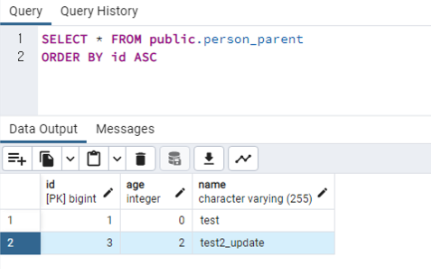 Query Query History
1 SELECT * FROM public.person_parent
2 ORDER BY id ASC
Data Output Messages
id age name
[PK] bigint integer character varying (255)
1 1 0 test
2 3 2 test2_update